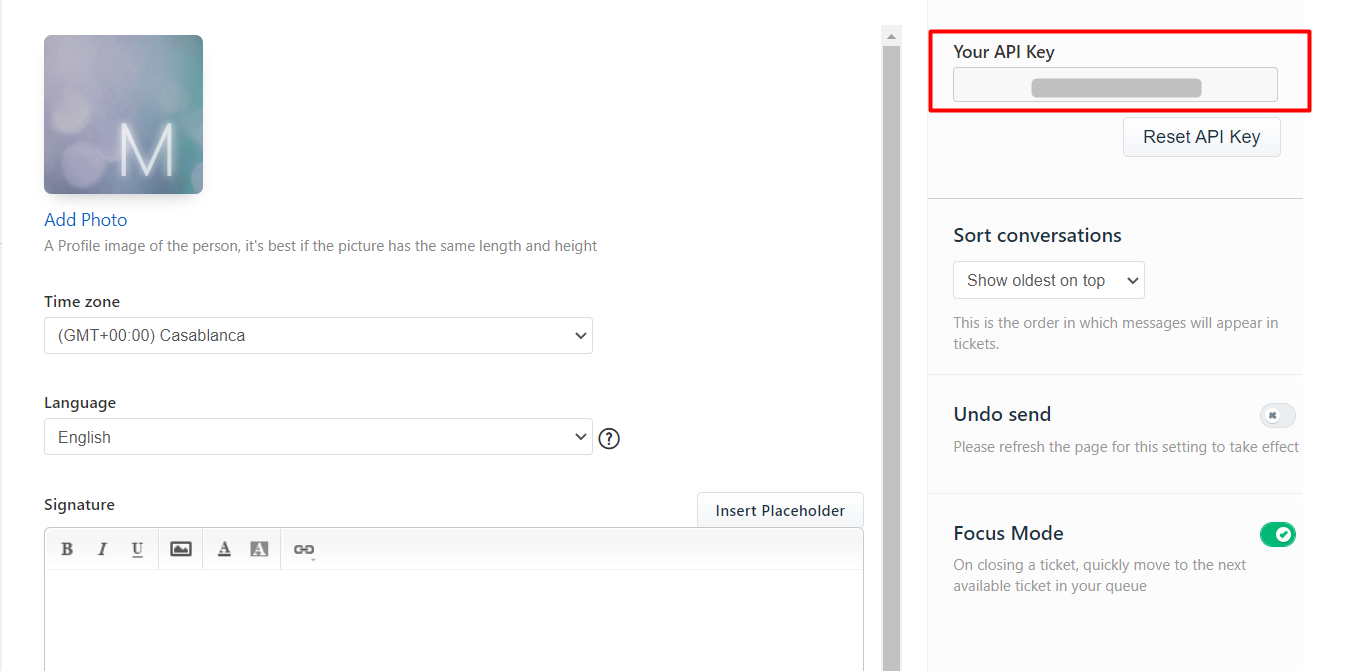 M
Add Photo
A Profile image of the person, it's best if the picture has the same length and height
Time zone
(GMT+00:00) Casablanca
Language
English
?
Signature
Insert Placeholder
B I U A A
Your API Key
Reset API Key
Sort conversations
Show oldest on top
This is the order in which messages will appear in
tickets.
Undo send
Please refresh the page for this setting to take effect
Focus Mode
On closing a ticket, quickly move to the next
available ticket in your queue